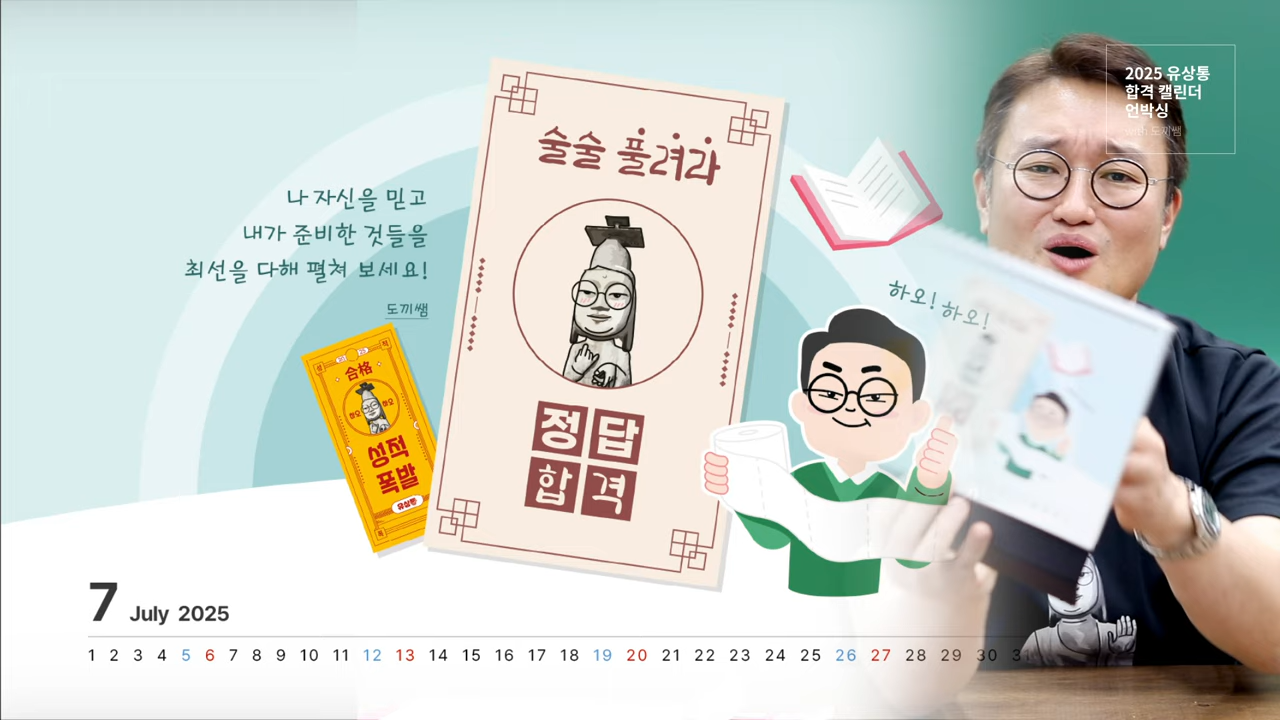 2025 유상통
합격 캘린더
언박싱
with 도끼쌤
나 자신을 믿고
내가 준비한 것들을
최선을 다해 펼쳐 보세요!
도끼쌤
술술 풀려라
정답
합격
合格
하오
하오
성적
폭발
유상통
하오! 하오!
7 July 2025
1 2 3 4 5 6 7 8 9 10 11 12 13 14 15 16 17 18 19 20 21 22 23 24 25 26 27 28 29 30 31